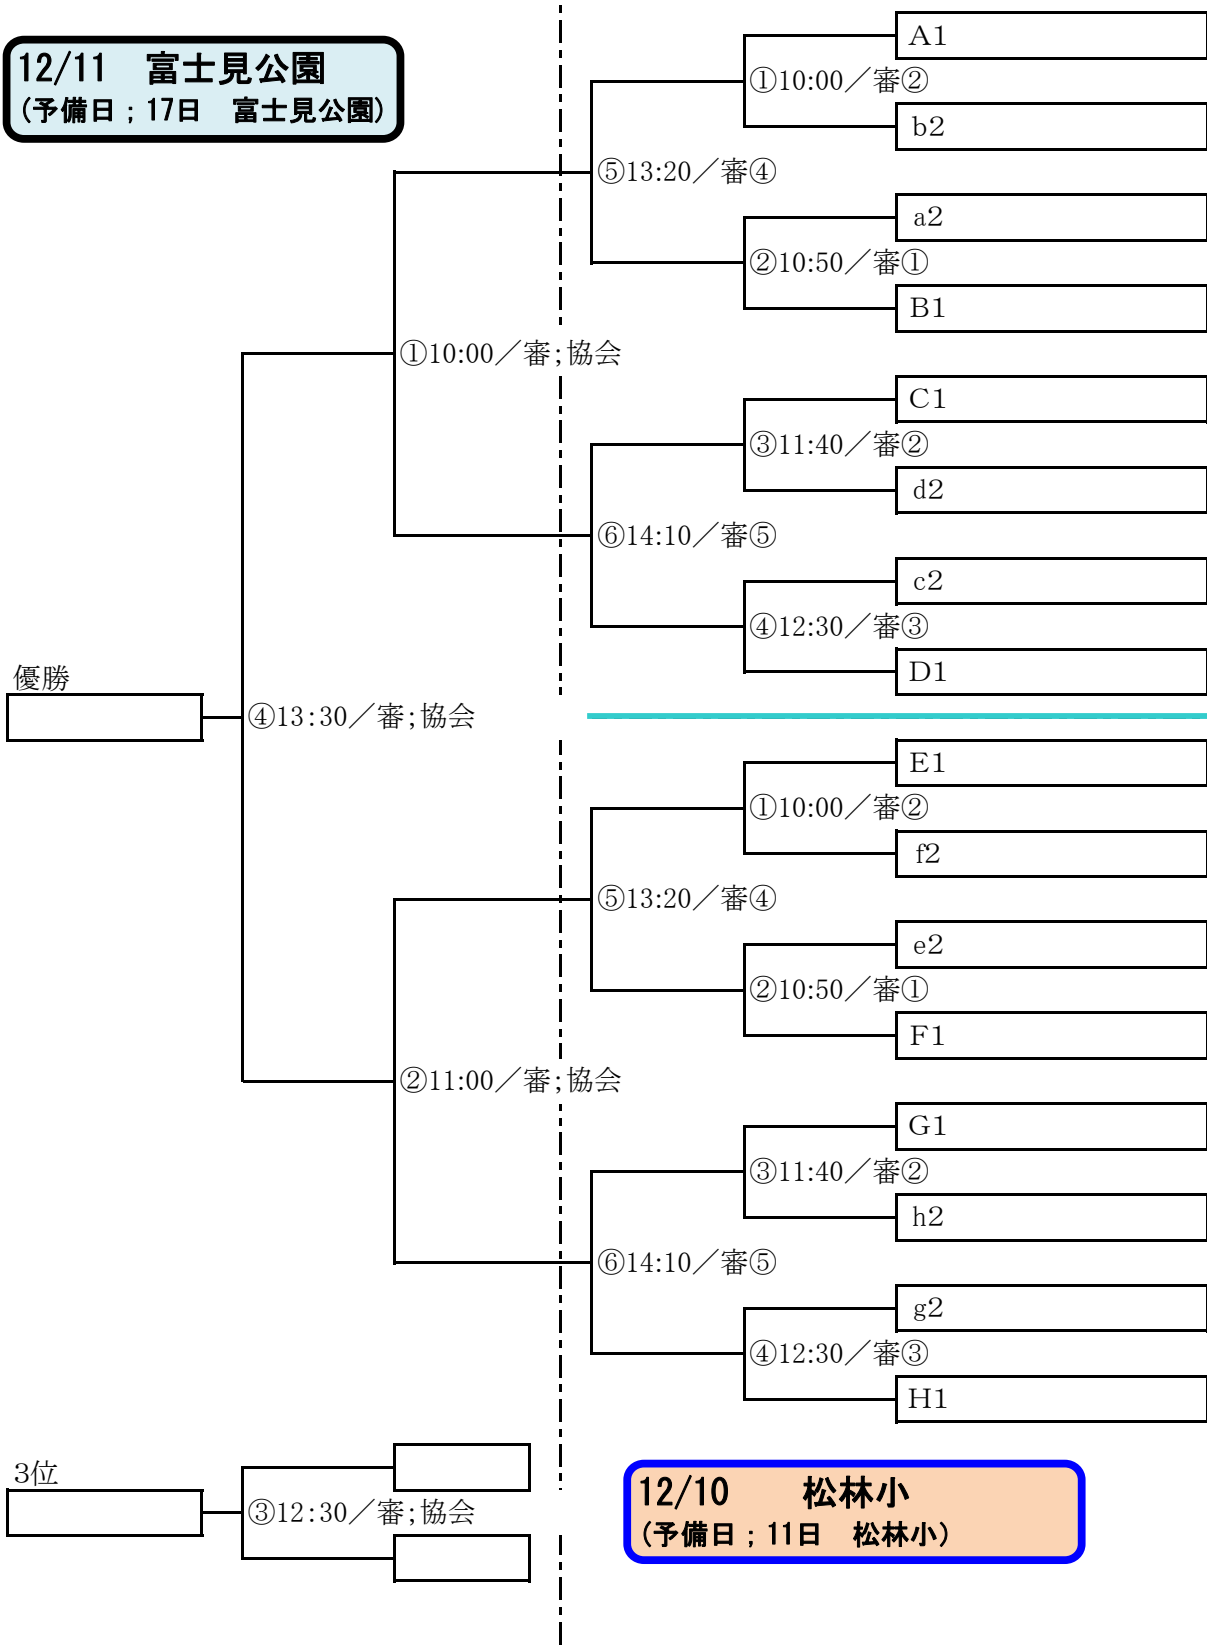 12/11　富士見公園
(予備日；17日　富士見公園)
A1
①10:00／審②
b2
⑤13:20／審④
a2
②10:50／審①
B1
①10:00／審;協会
C1
③11:40／審②
d2
⑥14:10／審⑤
c2
④12:30／審③
D1
優勝
④13:30／審;協会
E1
①10:00／審②
f2
⑤13:20／審④
e2
②10:50／審①
F1
②11:00／審;協会
G1
③11:40／審②
h2
⑥14:10／審⑤
g2
④12:30／審③
H1
3位
③12:30／審;協会
12/10　　松林小
(予備日；11日　松林小)